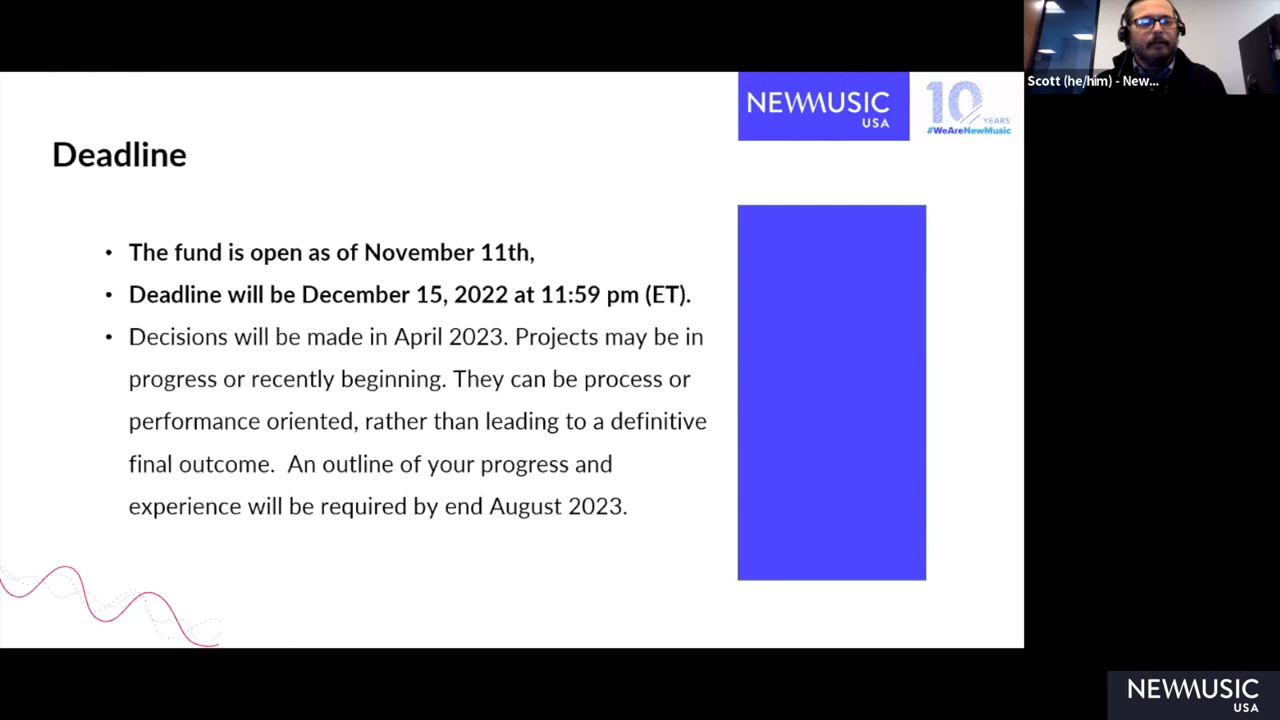 NEWMUSIC
USA
10
YEARS
#WeAreNewMusic
Scott (he/him) - New...
Deadline
• The fund is open as of November 11th,
• Deadline will be December 15, 2022 at 11:59 pm (ET).
• Decisions will be made in April 2023. Projects may be in
progress or recently beginning. They can be process or
performance oriented, rather than leading to a definitive
final outcome.  An outline of your progress and
experience will be required by end August 2023.
NEWMUSIC
USA